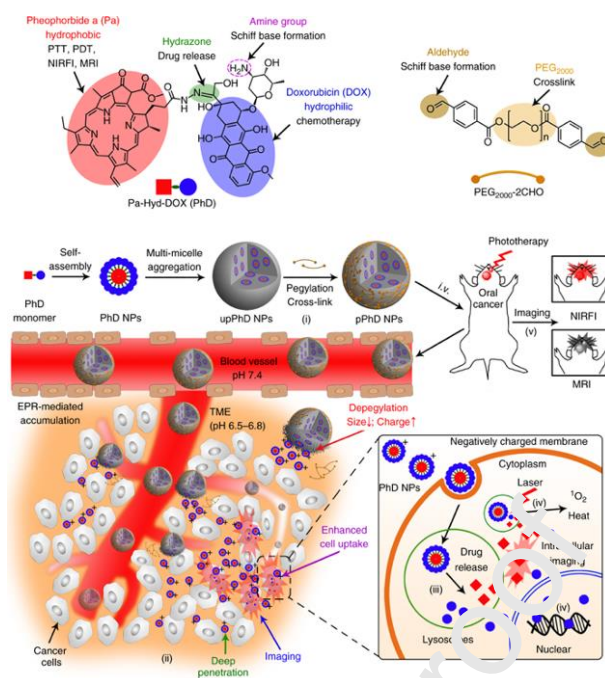 Pheophorbide a (Pa)
hydrophobic
PTT, PDT,
NIRFI, MRI
Hydrazone
Drug release
Amine group
Schiff base formation
Doxorubicin (DOX)
hydrophilic
chemotherapy
Pa-Hyd-DOX (PhD)
Aldehyde
Schiff base formation
PEG2000
Crosslink
PEG2000-2CHO
Self-
assembly
Multi-micelle
aggregation
Pegylation
Cross-link
(i)
PhD
monomer
PhD NPs
upPhD NPs
pPhD NPs
i.v.
Phototherapy
Oral
cancer
Imaging
(v)
NIRFI
MRI
Blood vessel
pH 7.4
EPR-mediated
accumulation
TME
(pH 6.5–6.8)
Depegylation
Size↓; Charge↑
Enhanced
cell uptake
Cancer
cells
(ii)
Deep
penetration
Imaging
Negatively charged membrane
PhD NPs
Cytoplasm
Laser
(iv)
1O2
Heat
Drug
release
(iii)
imaging
(iv)
Nuclear